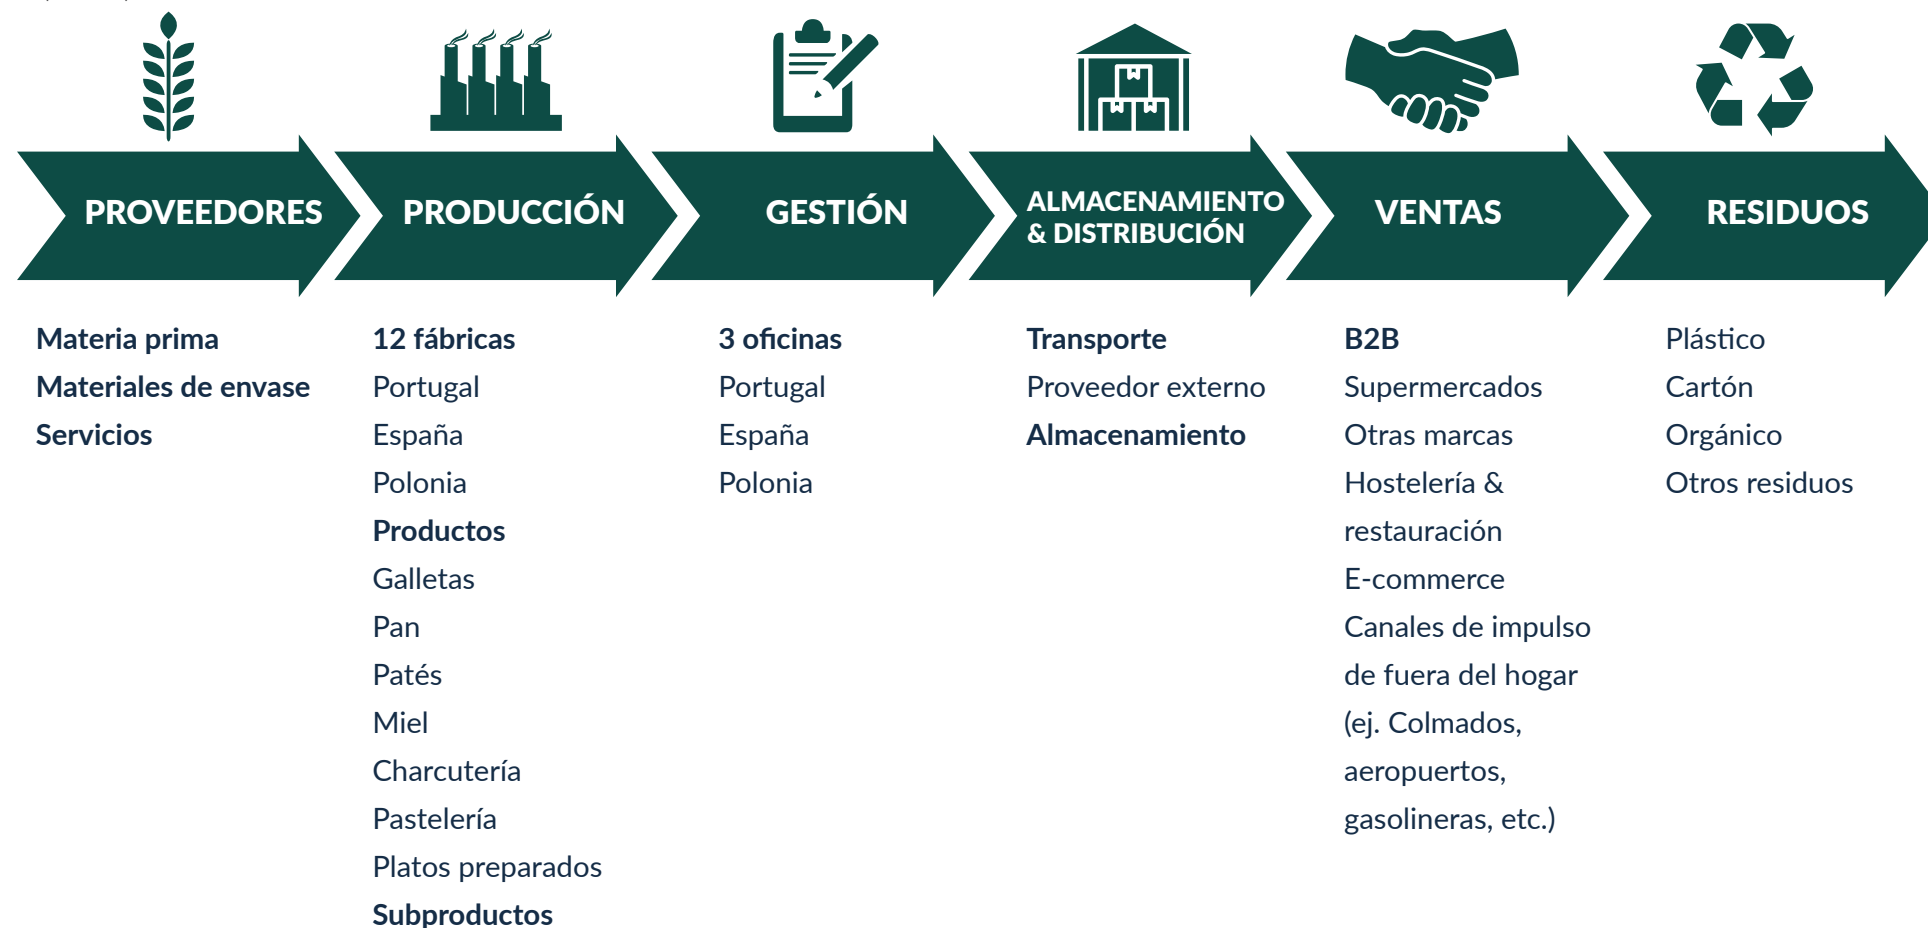 PROVEEDORES
PRODUCCIÓN
GESTIÓN
ALMACENAMIENTO
& DISTRIBUCIÓN
VENTAS
RESIDUOS
Materia prima
Materiales de envase
Servicios
12 fábricas
Portugal
España
Polonia
Productos
Galletas
Pan
Patés
Miel
Charcutería
Pastelería
Platos preparados
Subproductos
3 oficinas
Portugal
España
Polonia
Transporte
Proveedor externo
Almacenamiento
B2B
Supermercados
Otras marcas
Hostelería &
restauración
E-commerce
Canales de impulso
de fuera del hogar
(ej. Colmados,
aeropuertos,
gasolineras, etc.)
Plástico
Cartón
Orgánico
Otros residuos